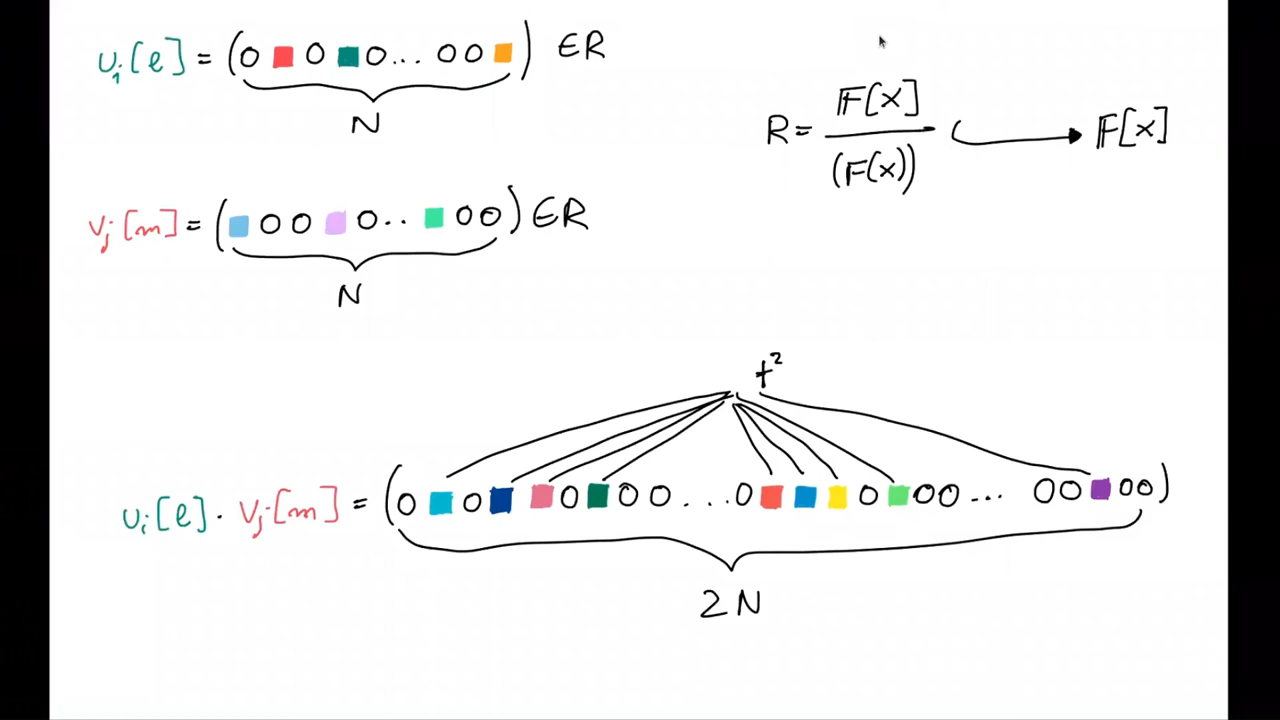 u_i[e] = (0 0 0 ... 0 0 ) ∈ R
N
R = F[x] / (F(x)) ↪ F[x]
v_j[m] = ( 0 0 0 .. 0 0) ∈ R
N
t²
u_i[e] · v_j[m] = (0 0 0 0 0 ... 0 0 0 0 ... 0 0 0 0)
2N